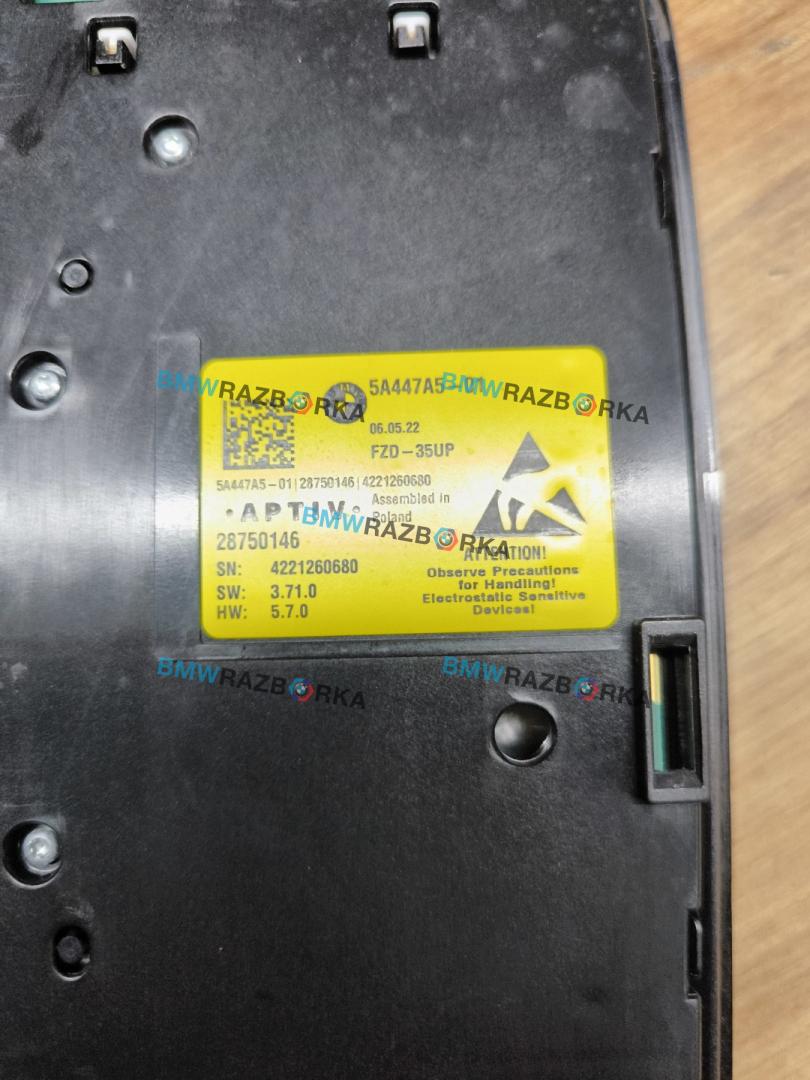 5A447A5-01
06.05.22
FZD-35UP
5A447A5-01|28750146|4221260680
·APTIV· Assembled in
Poland
28750146
SN: 4221260680
SW: 3.71.0
HW: 5.7.0
ATTENTION!
Observe Precautions
for Handling!
Electrostatic Sensitive
Devices!
BMWRAZBORKA
BMWRAZBORKA
BMWRAZBORKA
BMWRAZBORKA
BMWRAZBORKA